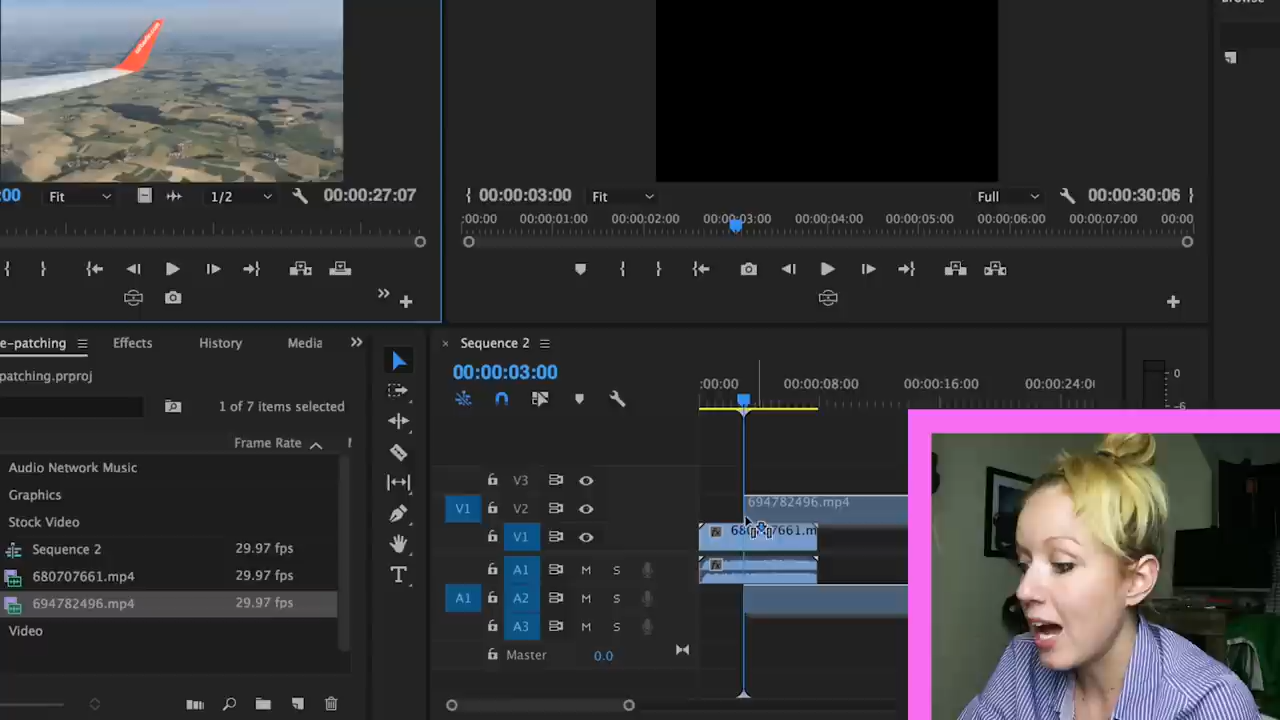 :00
Fit
1/2
00:00:27:07
00:00:03:00
Fit
Full
00:00:30:06
:00:00
00:00:01:00
00:00:02:00
00:00:03:00
00:00:04:00
00:00:05:00
00:00:06:00
00:00:07:00
00:00
e-patching
Effects
History
Media
patching.prproj
1 of 7 items selected
Frame Rate
Audio Network Music
Graphics
Stock Video
Sequence 2
29.97 fps
680707661.mp4
29.97 fps
694782496.mp4
29.97 fps
Video
Sequence 2
00:00:03:00
:00:00
00:00:08:00
00:00:16:00
00:00:24:0
0
-6
V3
V1
V2
694782496.mp4
V1
A1
M
S
A1
A2
M
S
A3
M
S
Master
0.0